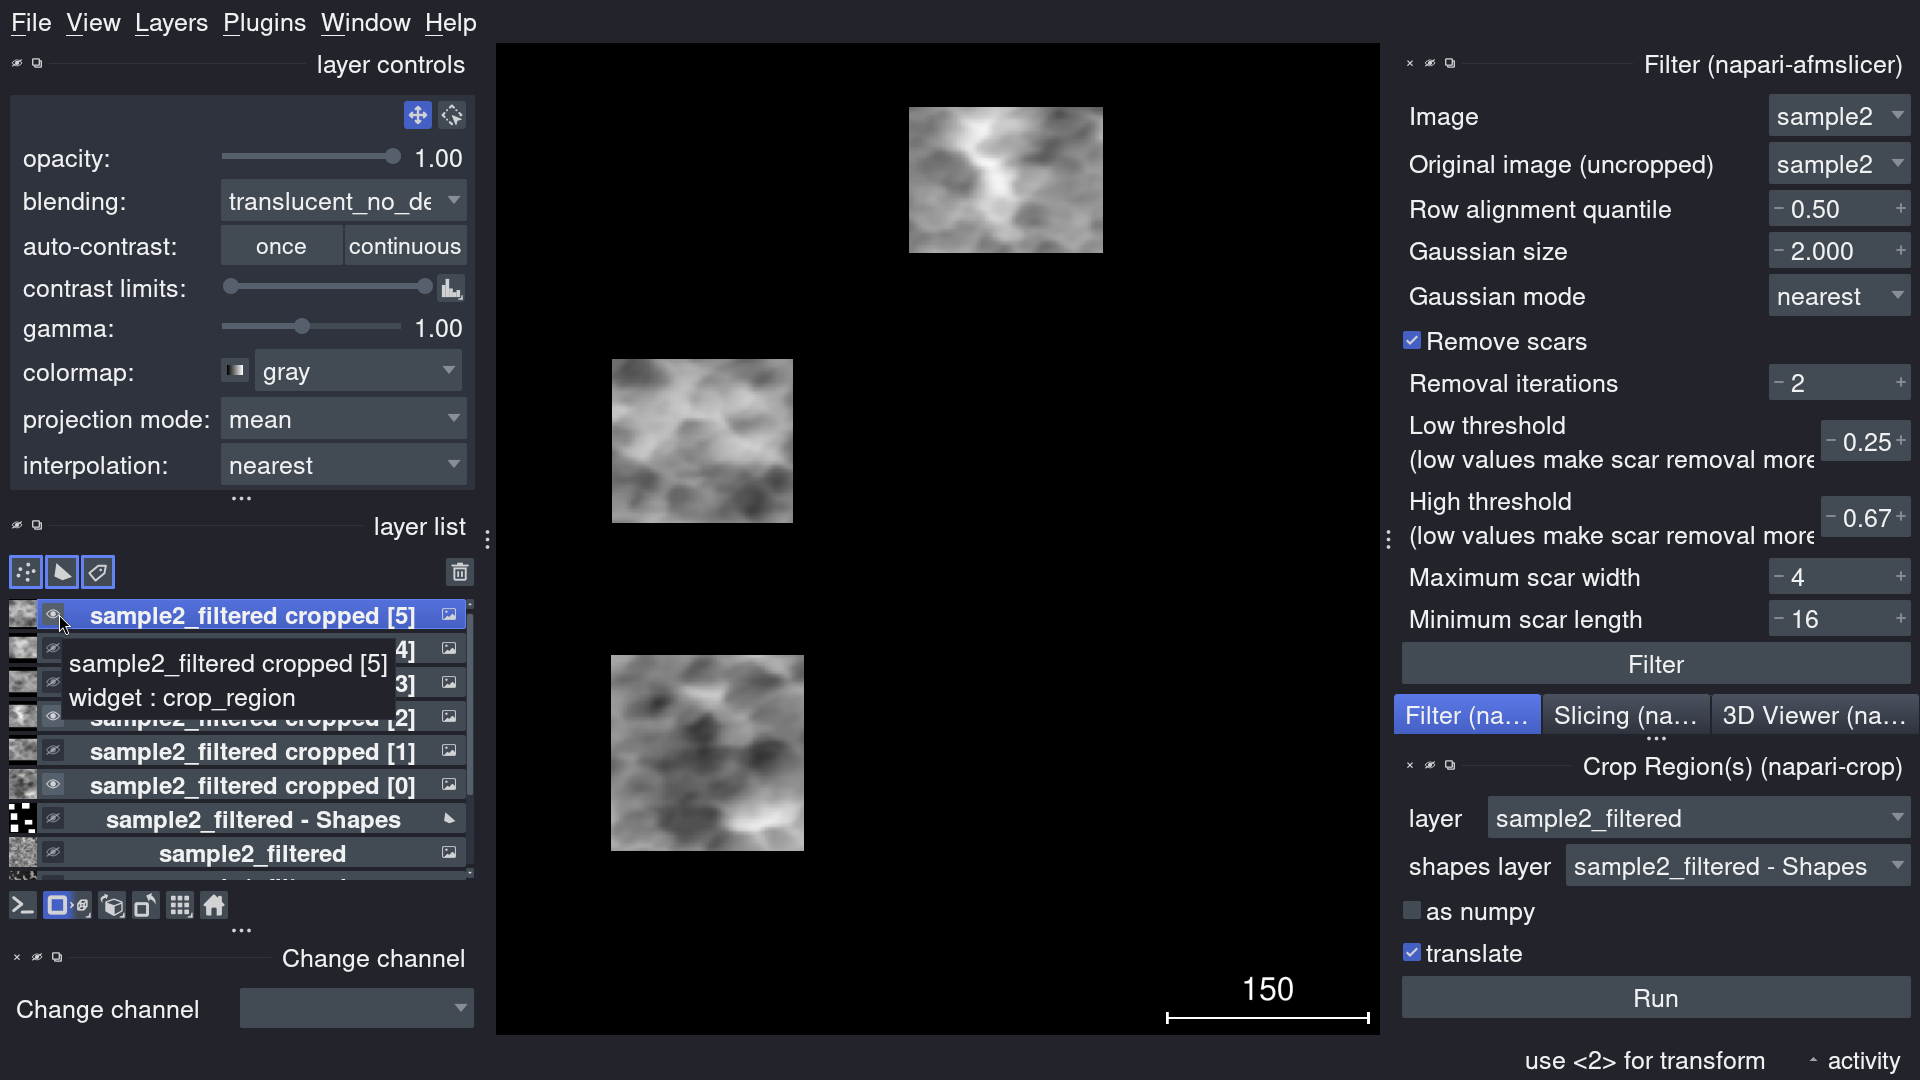 File View Layers Plugins Window Help
layer controls
opacity: 1.00
blending: translucent_no_de
auto-contrast: once continuous
contrast limits:
gamma: 1.00
colormap: gray
projection mode: mean
interpolation: nearest
layer list
sample2_filtered cropped [5]
4]
sample2_filtered cropped [5]
3]
widget : crop_region
sample2_filtered cropped [2]
sample2_filtered cropped [1]
sample2_filtered cropped [0]
sample2_filtered - Shapes
sample2_filtered
Change channel
Change channel
150
Filter (napari-afmslicer)
Image sample2
Original image (uncropped) sample2
Row alignment quantile 0.50
Gaussian size 2.000
Gaussian mode nearest
Remove scars
Removal iterations 2
Low threshold
(low values make scar removal more 0.25
High threshold
(low values make scar removal more 0.67
Maximum scar width 4
Minimum scar length 16
Filter
Filter (na... Slicing (na... 3D Viewer (na...
Crop Region(s) (napari-crop)
layer sample2_filtered
shapes layer sample2_filtered - Shapes
as numpy
translate
Run
use <2> for transform activity